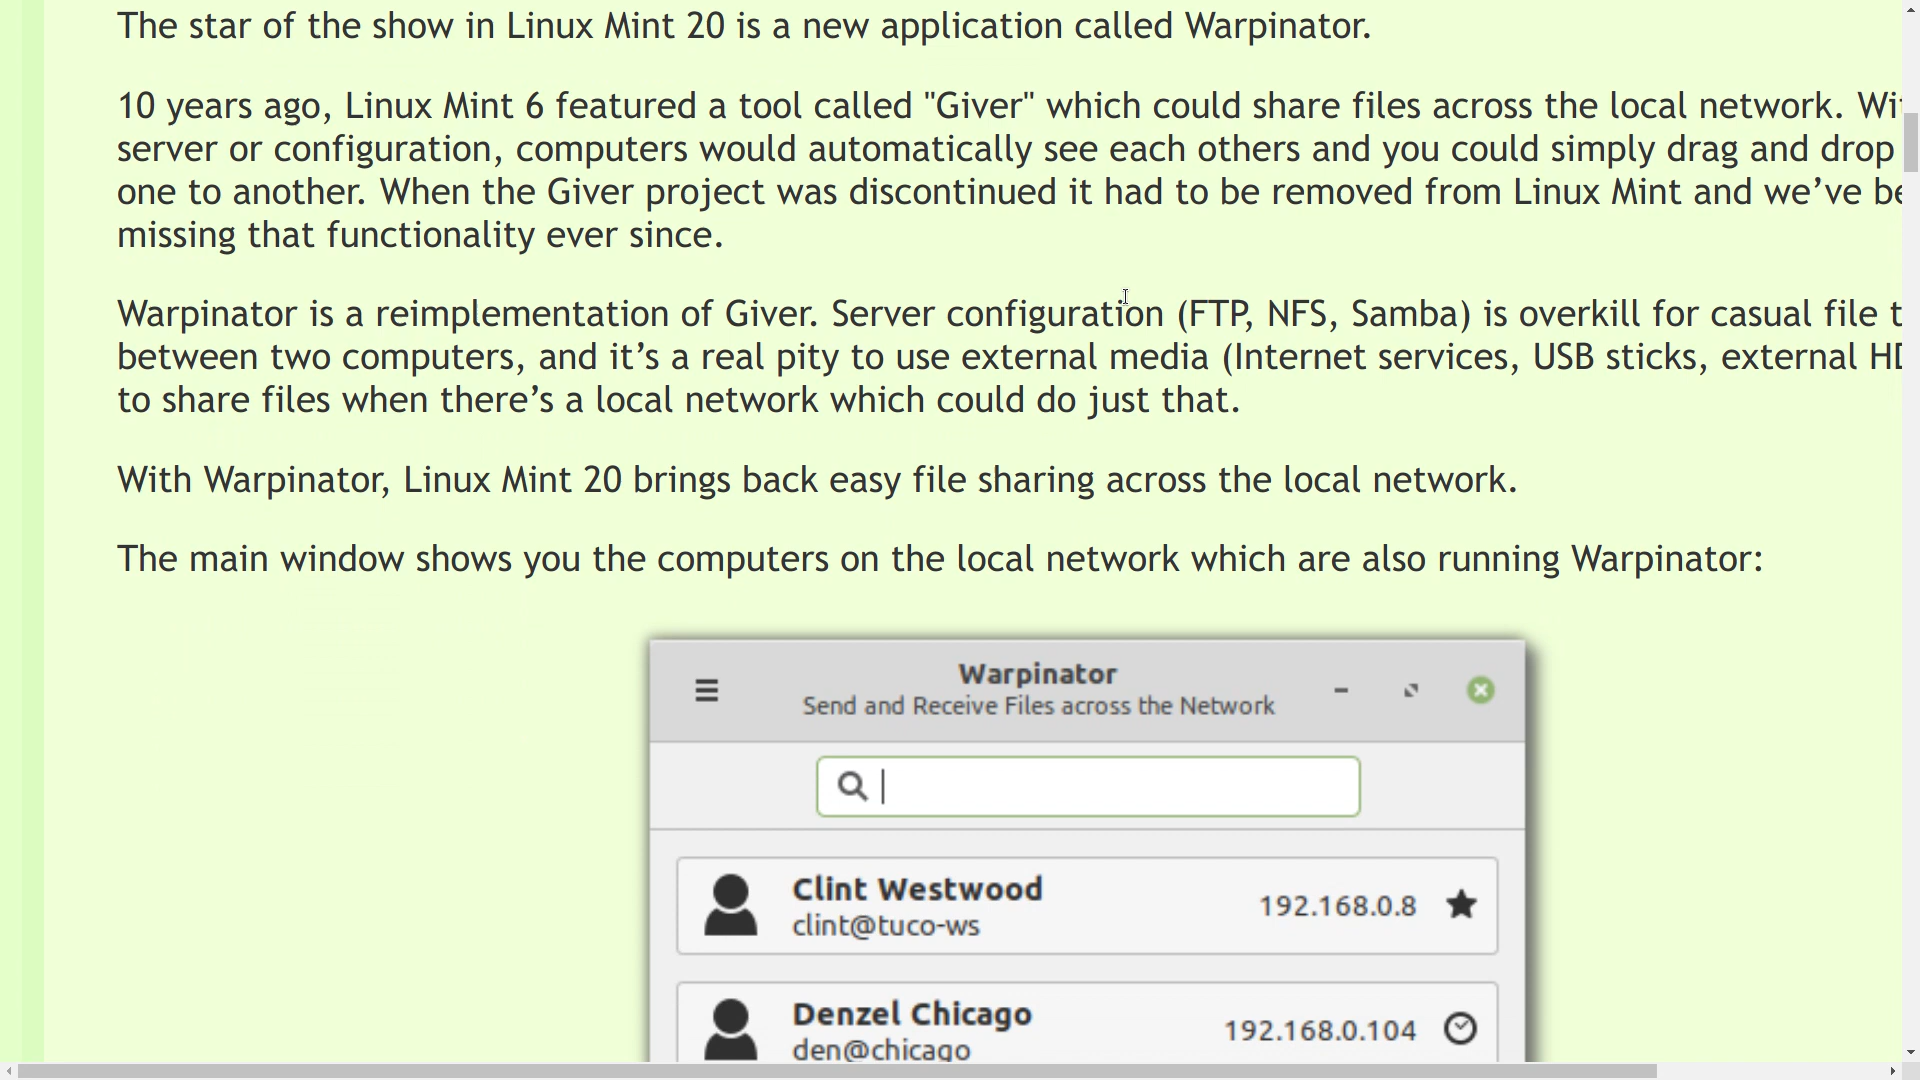 The star of the show in Linux Mint 20 is a new application called Warpinator.
10 years ago, Linux Mint 6 featured a tool called "Giver" which could share files across the local network.
server or configuration, computers would automatically see each others and you could simply drag and drop
one to another. When the Giver project was discontinued it had to be removed from Linux Mint and we’ve
missing that functionality ever since.
Warpinator is a reimplementation of Giver. Server configuration (FTP, NFS, Samba) is overkill for casual file
between two computers, and it’s a real pity to use external media (Internet services, USB sticks, external
to share files when there’s a local network which could do just that.
With Warpinator, Linux Mint 20 brings back easy file sharing across the local network.
The main window shows you the computers on the local network which are also running Warpinator:
Warpinator
Send and Receive Files across the Network
Clint Westwood
clint@tuco-ws
192.168.0.8
Denzel Chicago
den@chicago
192.168.0.104